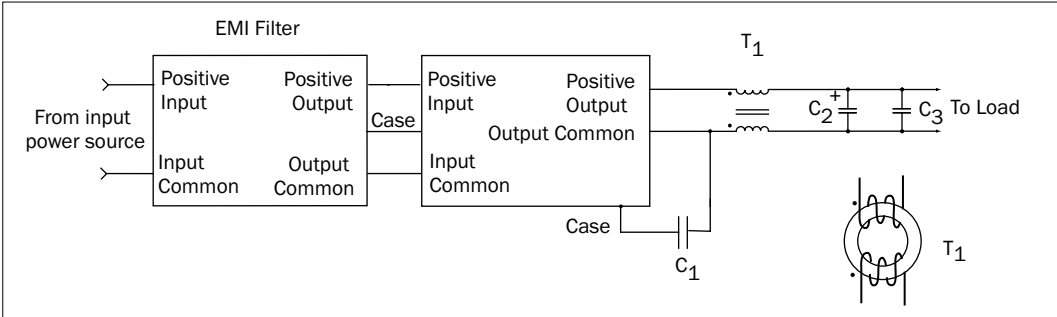 EMI Filter
T1
Positive
Input
Positive
Output
Positive
Input
Positive
Output
From input
power source
Case
Output Common
+
C2
C3
To Load
Input
Common
Output
Common
Input
Common
Case
C1
T1